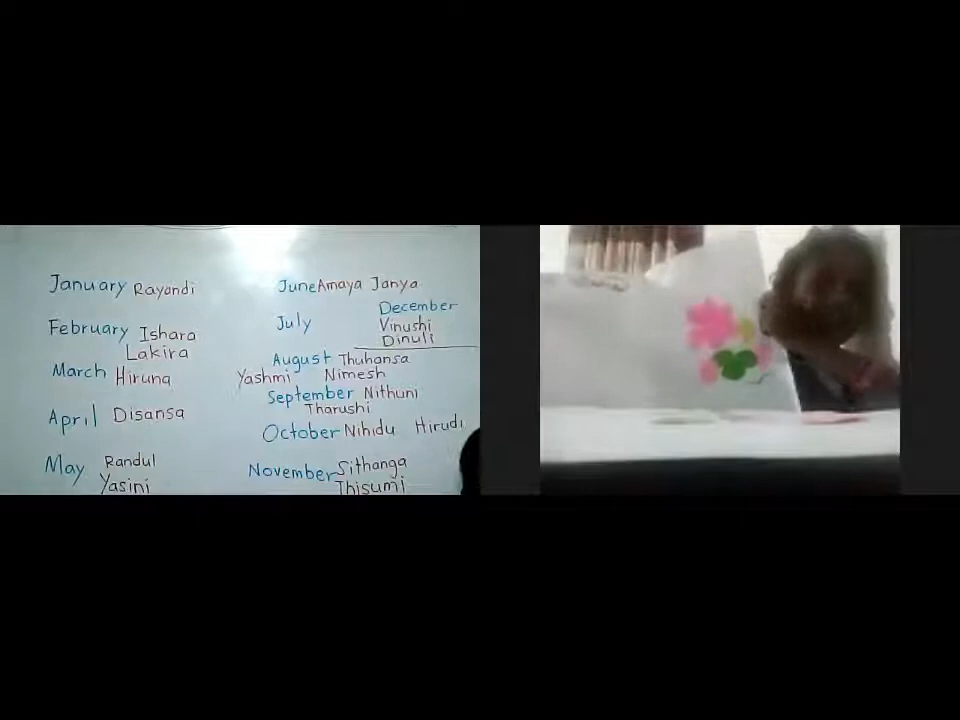 January Rayondi
February Ishara
Lakira
March Hiruna
April Disansa
May Randul
Yasini
June Amaya Janya
July
December
Vinushi
Dinuli
August Thuhansa
Yashmi Nimesh
September Nithuni
Tharushi
October Nihidu Hirudi
November Sithanga
Thisumi